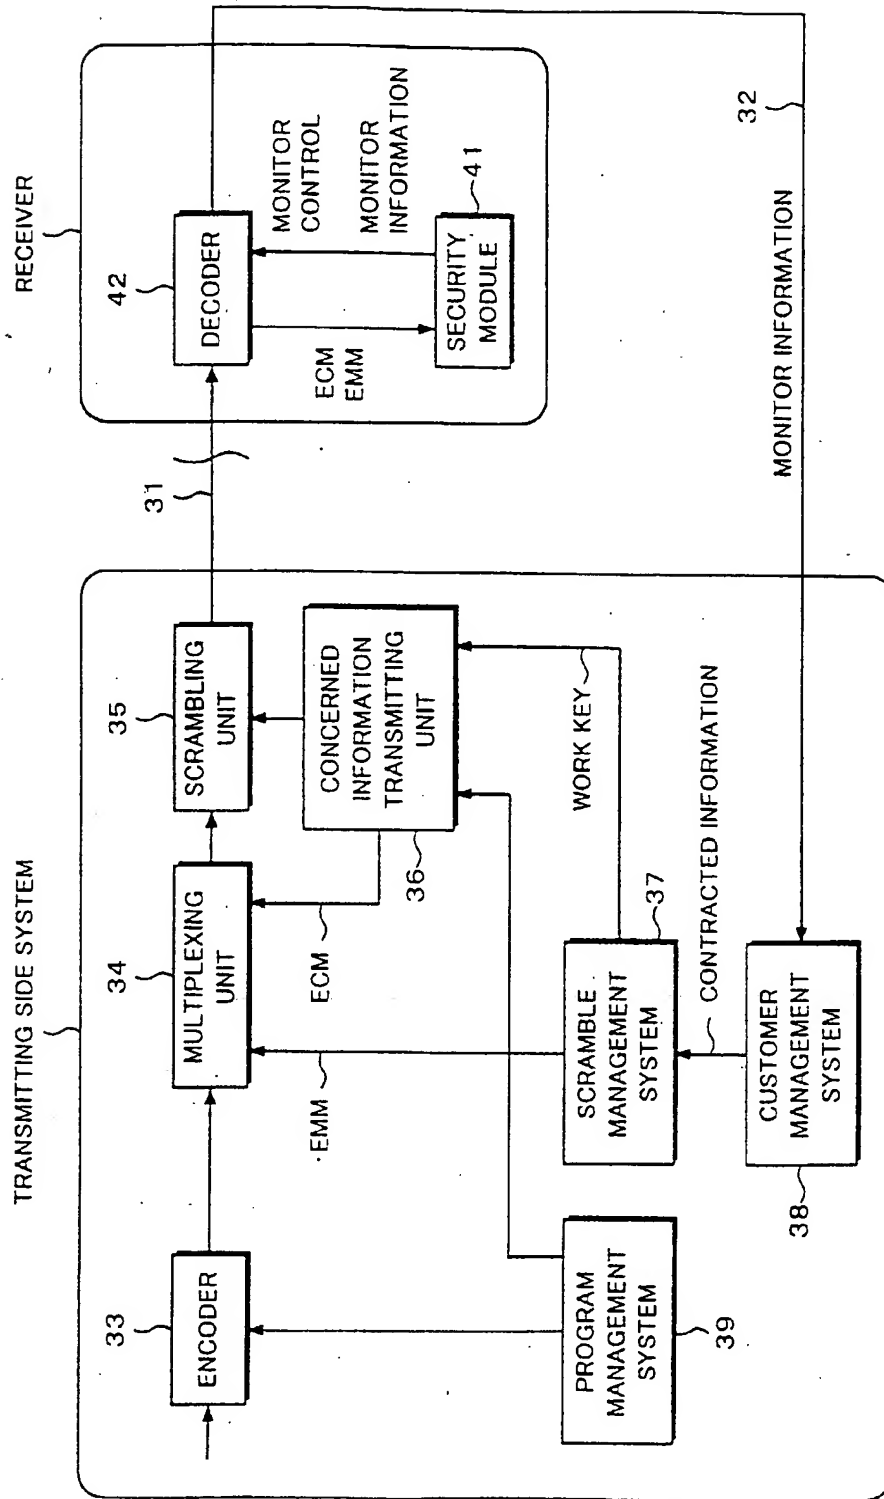 TRANSMITTING SIDE SYSTEM
RECEIVER
33
ENCODER
34
MULTIPLEXING
UNIT
35
SCRAMBLING
UNIT
31
42
DECODER
EMM
ECM
36
CONCERNED
INFORMATION
TRANSMITTING
UNIT
ECM
EMM
MONITOR
CONTROL
MONITOR
INFORMATION
SECURITY
MODULE
41
WORK KEY
PROGRAM
MANAGEMENT
SYSTEM
39
SCRAMBLE
MANAGEMENT
SYSTEM
37
CONTRACTED INFORMATION
38
CUSTOMER
MANAGEMENT
SYSTEM
MONITOR INFORMATION
32